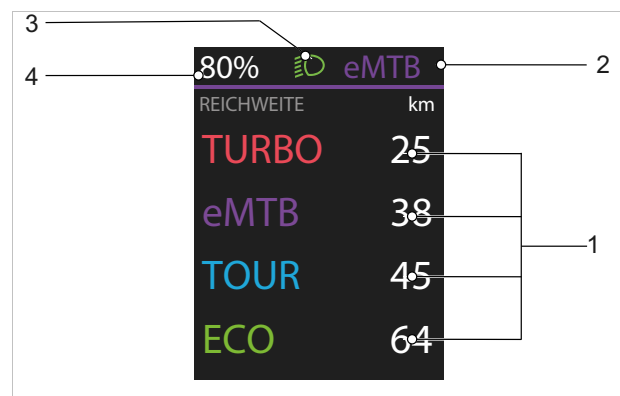 3
4
80% eMTB
2
REICHWEITE km
TURBO 25
eMTB 38
1
TOUR 45
ECO 64